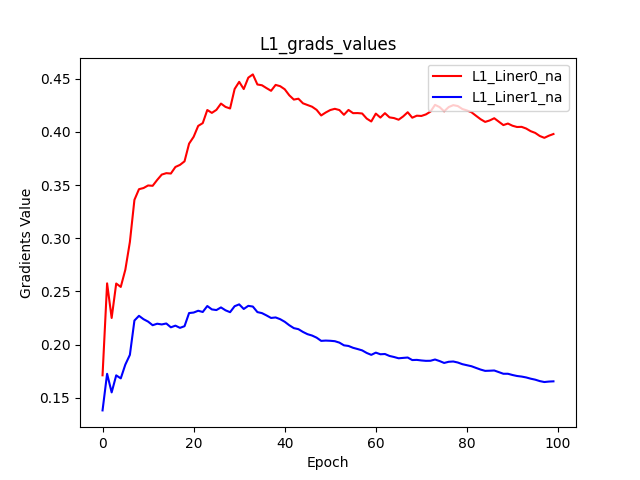 L1_grads_values
L1_Liner0_na
L1_Liner1_na
Gradients Value
0.45
0.40
0.35
0.30
0.25
0.20
0.15
0
20
40
60
80
100
Epoch